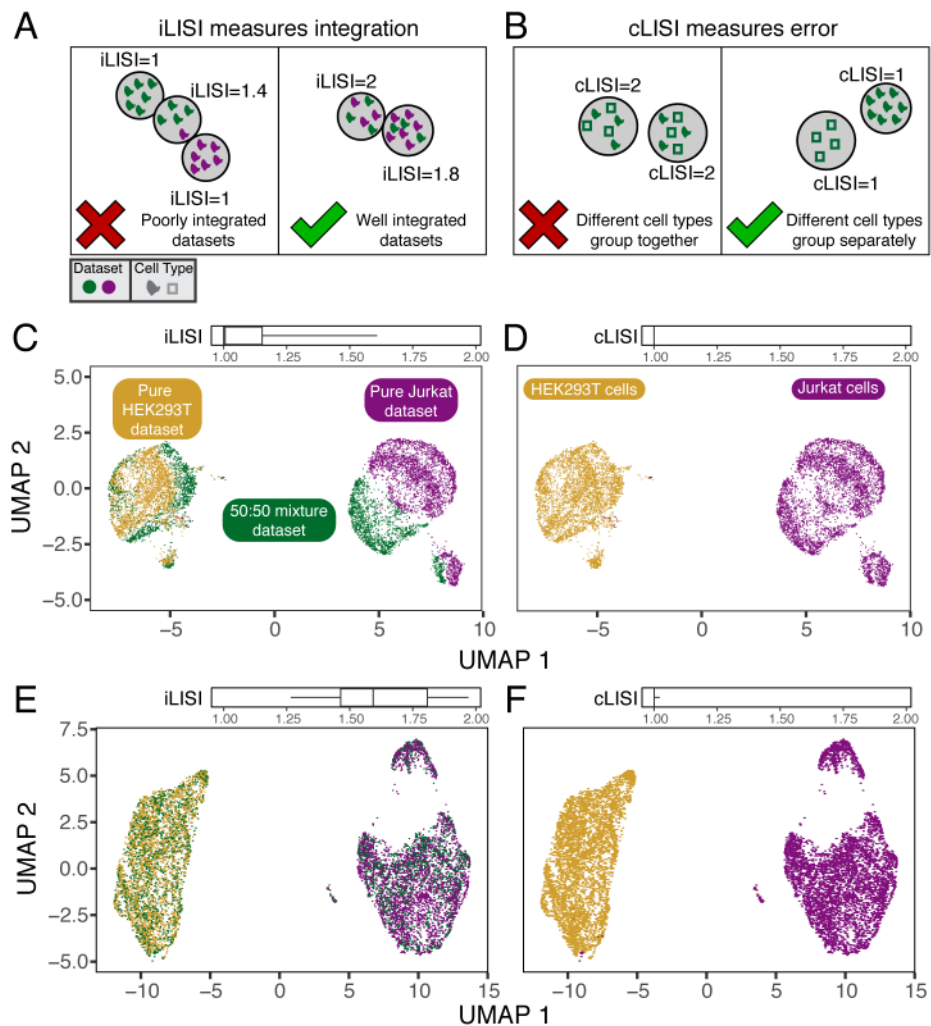 A
iLISI measures integration
iLISI=1
iLISI=1.4
iLISI=1
Poorly integrated
datasets
iLISI=2
iLISI=1.8
Well integrated
datasets
Dataset
Cell Type
B
cLISI measures error
cLISI=2
cLISI=2
Different cell types
group together
cLISI=1
cLISI=1
Different cell types
group separately
C
iLISI
1.00 1.25 1.50 1.75 2.00
5.0
2.5
0.0
−2.5
−5.0
UMAP 2
Pure
HEK293T
dataset
Pure Jurkat
dataset
50:50 mixture
dataset
−5 0 5 10
D
cLISI
1.00 1.25 1.50 1.75 2.00
HEK293T cells
Jurkat cells
−5 0 5 10
UMAP 1
E
iLISI
1.00 1.25 1.50 1.75 2.00
7.5
5.0
2.5
0.0
−2.5
−5.0
UMAP 2
−10 −5 0 5 10 15
F
cLISI
1.00 1.25 1.50 1.75 2.00
−10 −5 0 5 10 15
UMAP 1